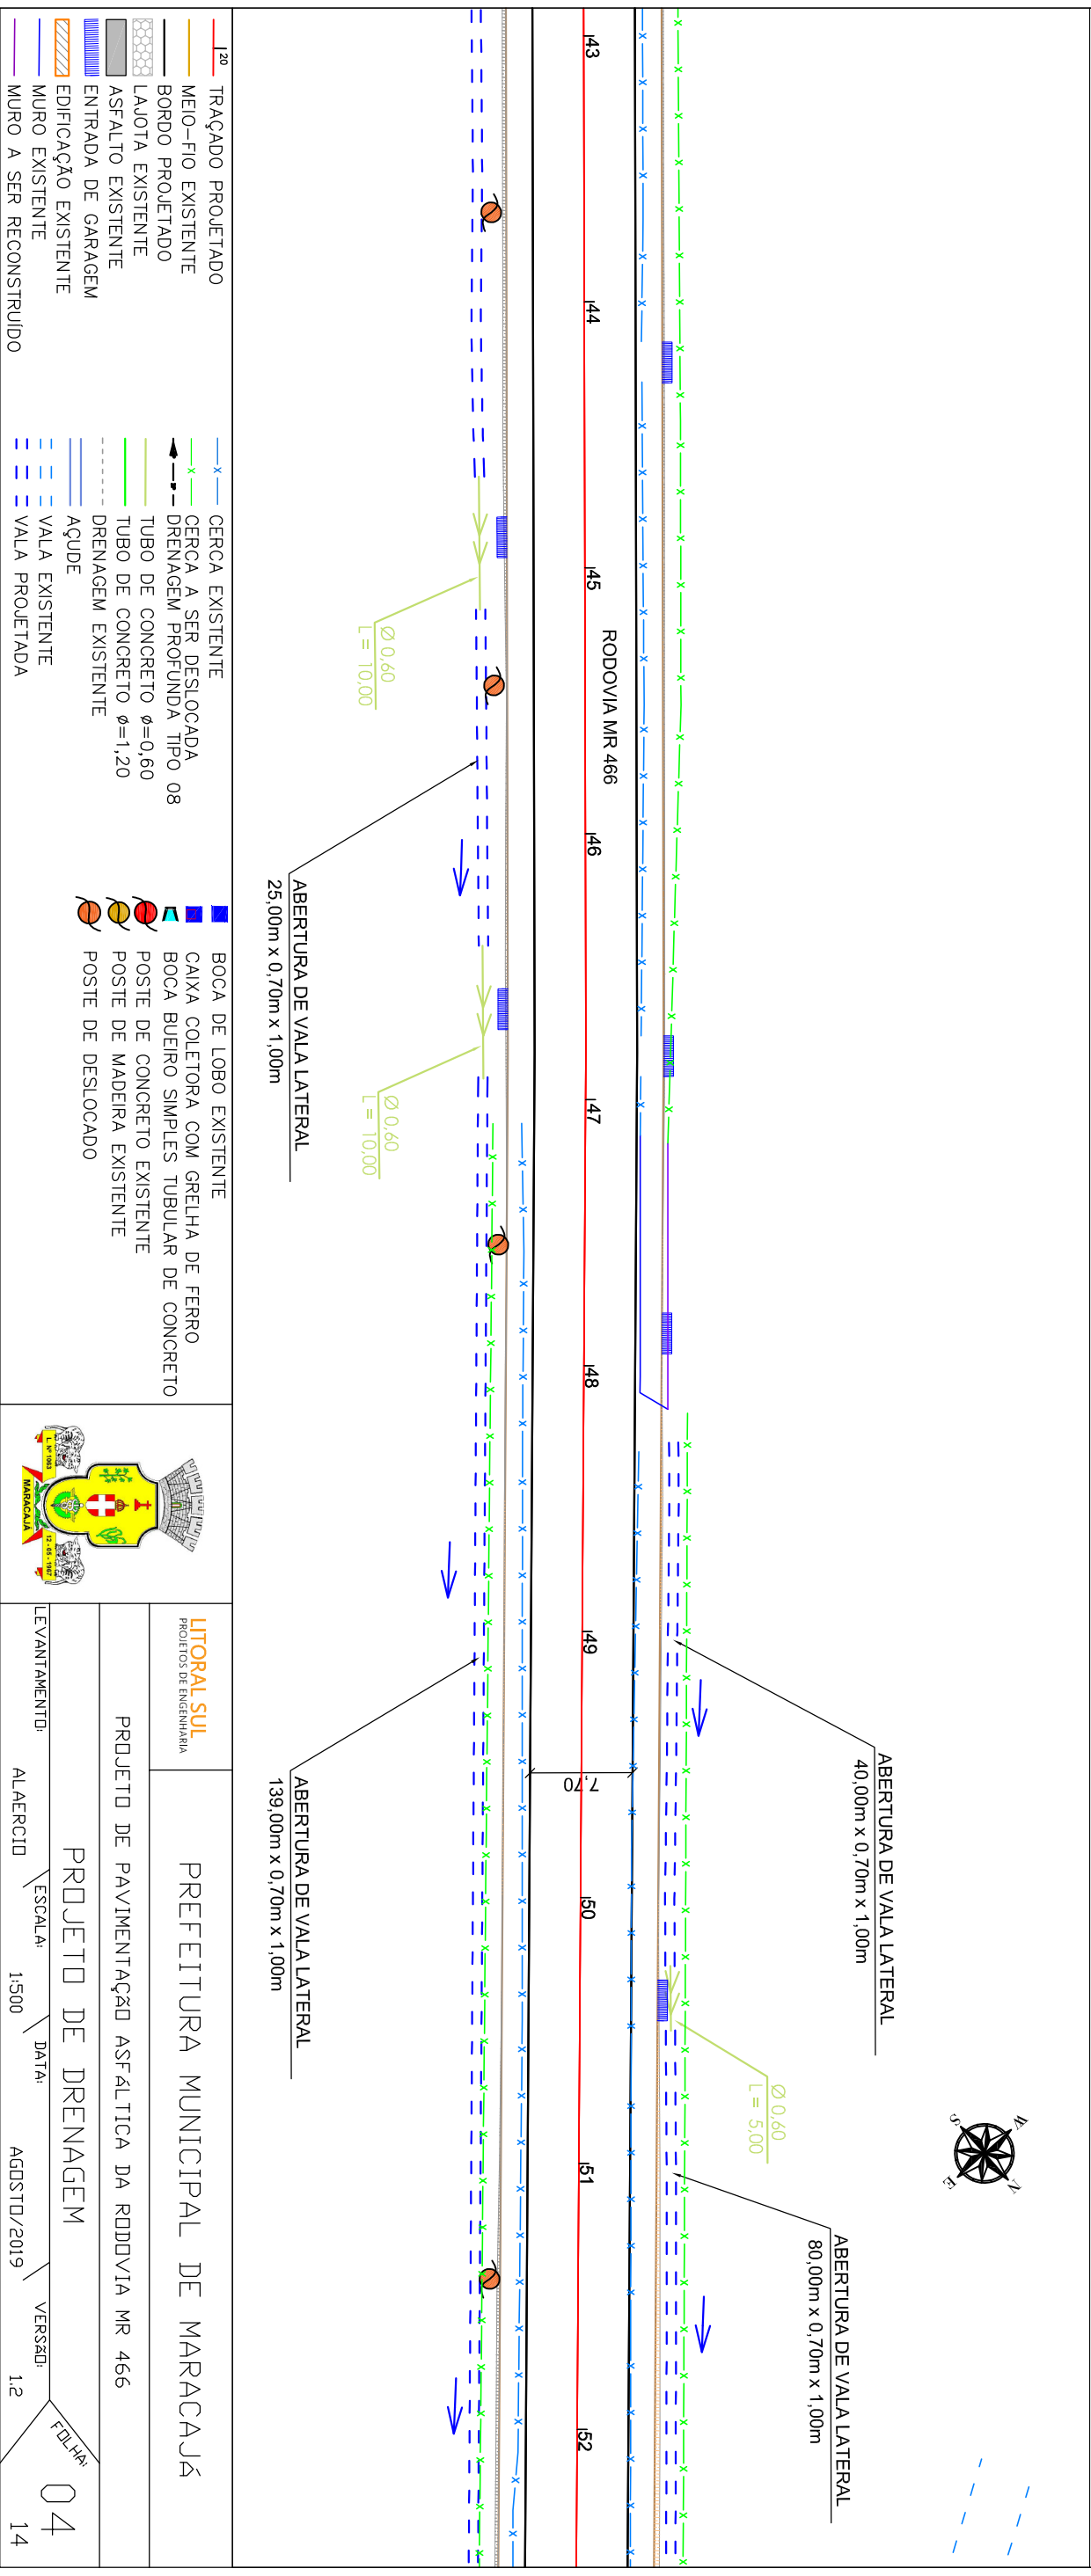 43
44
45
46
47
48
49
50
51
52
RODOVIA MR 466
7.70
ABERTURA DE VALA LATERAL
40,00m x 0,70m x 1,00m
ABERTURA DE VALA LATERAL
80,00m x 0,70m x 1,00m
Ø 0,60
L = 5,00
Ø 0,60
L = 10,00
Ø 0,60
L = 10,00
ABERTURA DE VALA LATERAL
25,00m x 0,70m x 1,00m
ABERTURA DE VALA LATERAL
139,00m x 0,70m x 1,00m
N
E
S
W
20
TRAÇADO PROJETADO
MEIO-FIO EXISTENTE
BORDO PROJETADO
LAJOTA EXISTENTE
ASFALTO EXISTENTE
ENTRADA DE GARAGEM
EDIFICAÇÃO EXISTENTE
MURO EXISTENTE
MURO A SER RECONSTRUÍDO
CERCA EXISTENTE
CERCA A SER DESLOCADA
DRENAGEM PROFUNDA TIPO 08
TUBO DE CONCRETO ø=0,60
TUBO DE CONCRETO ø=1,20
DRENAGEM EXISTENTE
AÇUDE
VALA EXISTENTE
VALA PROJETADA
BOCA DE LOBO EXISTENTE
CAIXA COLETORA COM GRELHA DE FERRO
BOCA BUEIRO SIMPLES TUBULAR DE CONCRETO
POSTE DE CONCRETO EXISTENTE
POSTE DE MADEIRA EXISTENTE
POSTE DE DESLOCADO
L. Nº 1063
MARACAJÁ
12 - 05 - 1967
LITORAL SUL
PROJETOS DE ENGENHARIA
PREFEITURA MUNICIPAL DE MARACAJÁ
PROJETO DE PAVIMENTAÇÃO ASFÁLTICA DA RODOVIA MR 466
PROJETO DE DRENAGEM
LEVANTAMENTO: ALAERCIO
ESCALA: 1:500
DATA: AGOSTO/2019
VERSÃO: 1.2
FOLHA: 04
14